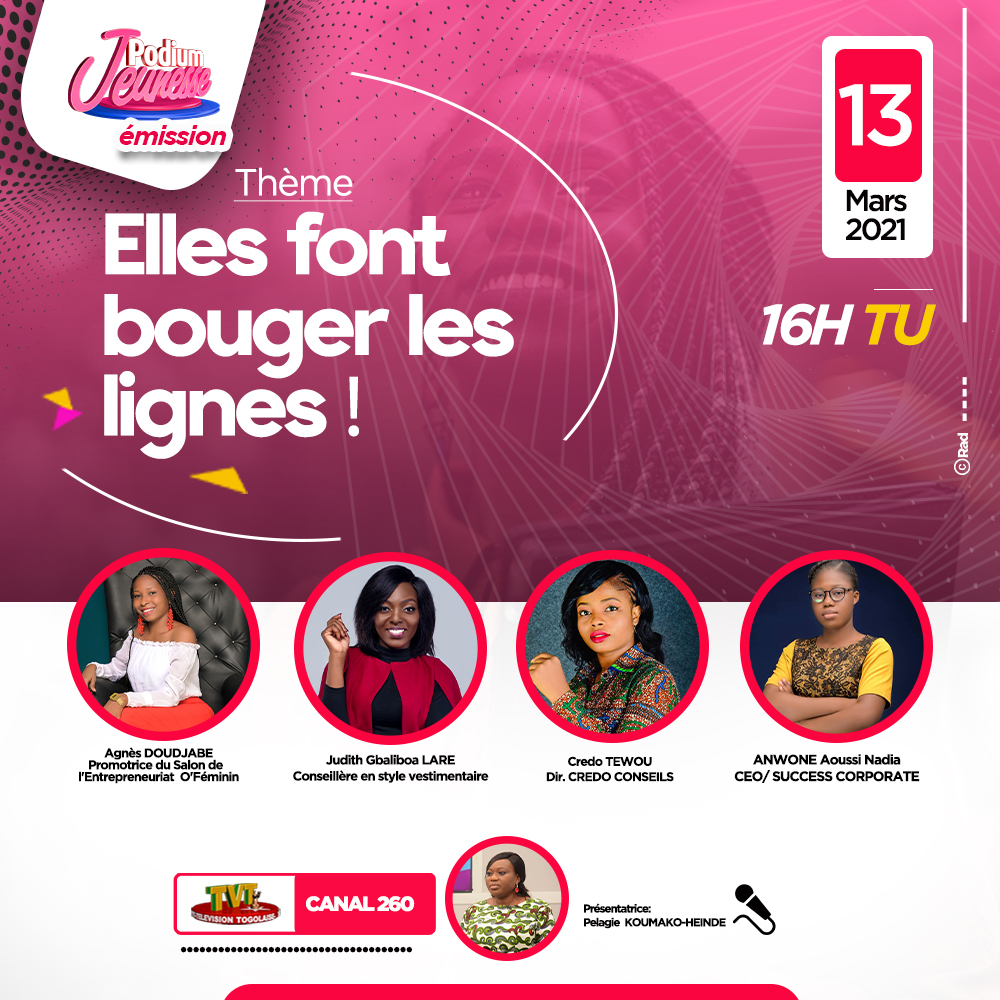 Podium
Jeunesse
émission
13
Mars
2021
Thème
Elles font
bouger les
lignes !
16H TU
©Rad
Agnès DOUDJABE
Promotrice du Salon de
l'Entrepreneuriat O'Féminin
Judith Gbaliboa LARE
Conseillère en style vestimentaire
Credo TEWOU
Dir. CREDO CONSEILS
ANWONE Aoussi Nadia
CEO/ SUCCESS CORPORATE
TVT
TELEVISION TOGOLAISE
CANAL 260
Présentatrice:
Pelagie KOUMAKO-HEINDE